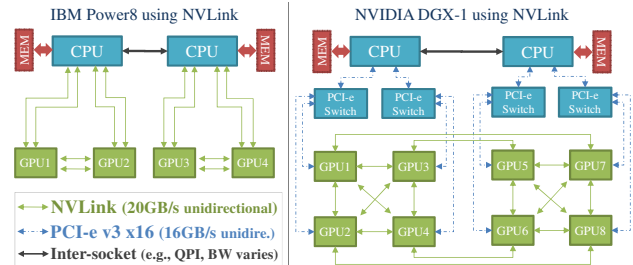 IBM Power8 using NVLink
MEM
CPU
CPU
MEM
GPU1
GPU2
GPU3
GPU4
NVLink (20GB/s unidirectional)
PCI-e v3 x16 (16GB/s unidire.)
Inter-socket (e.g., QPI, BW varies)
NVIDIA DGX-1 using NVLink
MEM
CPU
CPU
MEM
PCI-e
Switch
PCI-e
Switch
PCI-e
Switch
PCI-e
Switch
GPU1
GPU3
GPU5
GPU7
GPU2
GPU4
GPU6
GPU8